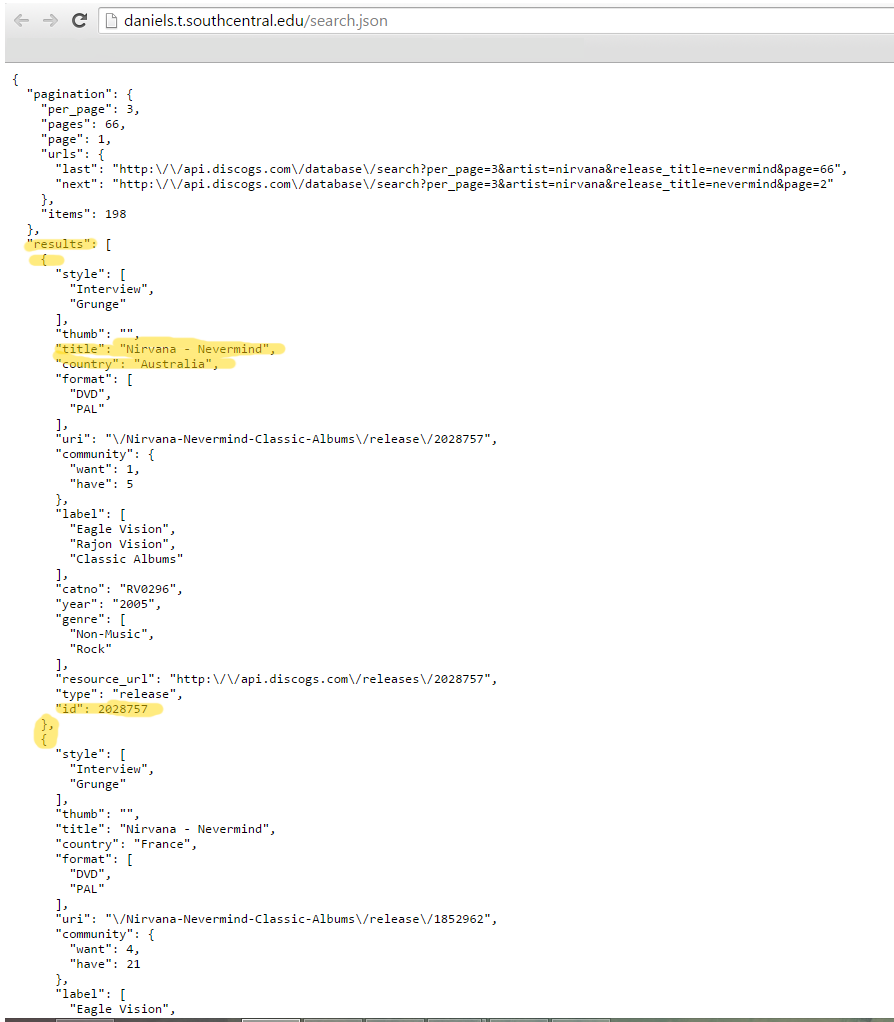 daniels.t.southcentral.edu/search.json
{
  "pagination": {
    "per_page": 3,
    "pages": 66,
    "page": 1,
    "urls": {
      "last": "http:\/\/api.discogs.com\/database\/search?per_page=3&artist=nirvana&release_title=nevermind&page=66",
      "next": "http:\/\/api.discogs.com\/database\/search?per_page=3&artist=nirvana&release_title=nevermind&page=2"
    },
    "items": 198
  },
  "results": [
    {
      "style": [
        "Interview",
        "Grunge"
      ],
      "thumb": "",
      "title": "Nirvana - Nevermind",
      "country": "Australia",
      "format": [
        "DVD",
        "PAL"
      ],
      "uri": "\/Nirvana-Nevermind-Classic-Albums\/release\/2028757",
      "community": {
        "want": 1,
        "have": 5
      },
      "label": [
        "Eagle Vision",
        "Rajon Vision",
        "Classic Albums"
      ],
      "catno": "RV0296",
      "year": "2005",
      "genre": [
        "Non-Music",
        "Rock"
      ],
      "resource_url": "http:\/\/api.discogs.com\/releases\/2028757",
      "type": "release",
      "id": 2028757
    },
    {
      "style": [
        "Interview",
        "Grunge"
      ],
      "thumb": "",
      "title": "Nirvana - Nevermind",
      "country": "France",
      "format": [
        "DVD",
        "PAL"
      ],
      "uri": "\/Nirvana-Nevermind-Classic-Albums\/release\/1852962",
      "community": {
        "want": 4,
        "have": 21
      },
      "label": [
        "Eagle Vision",